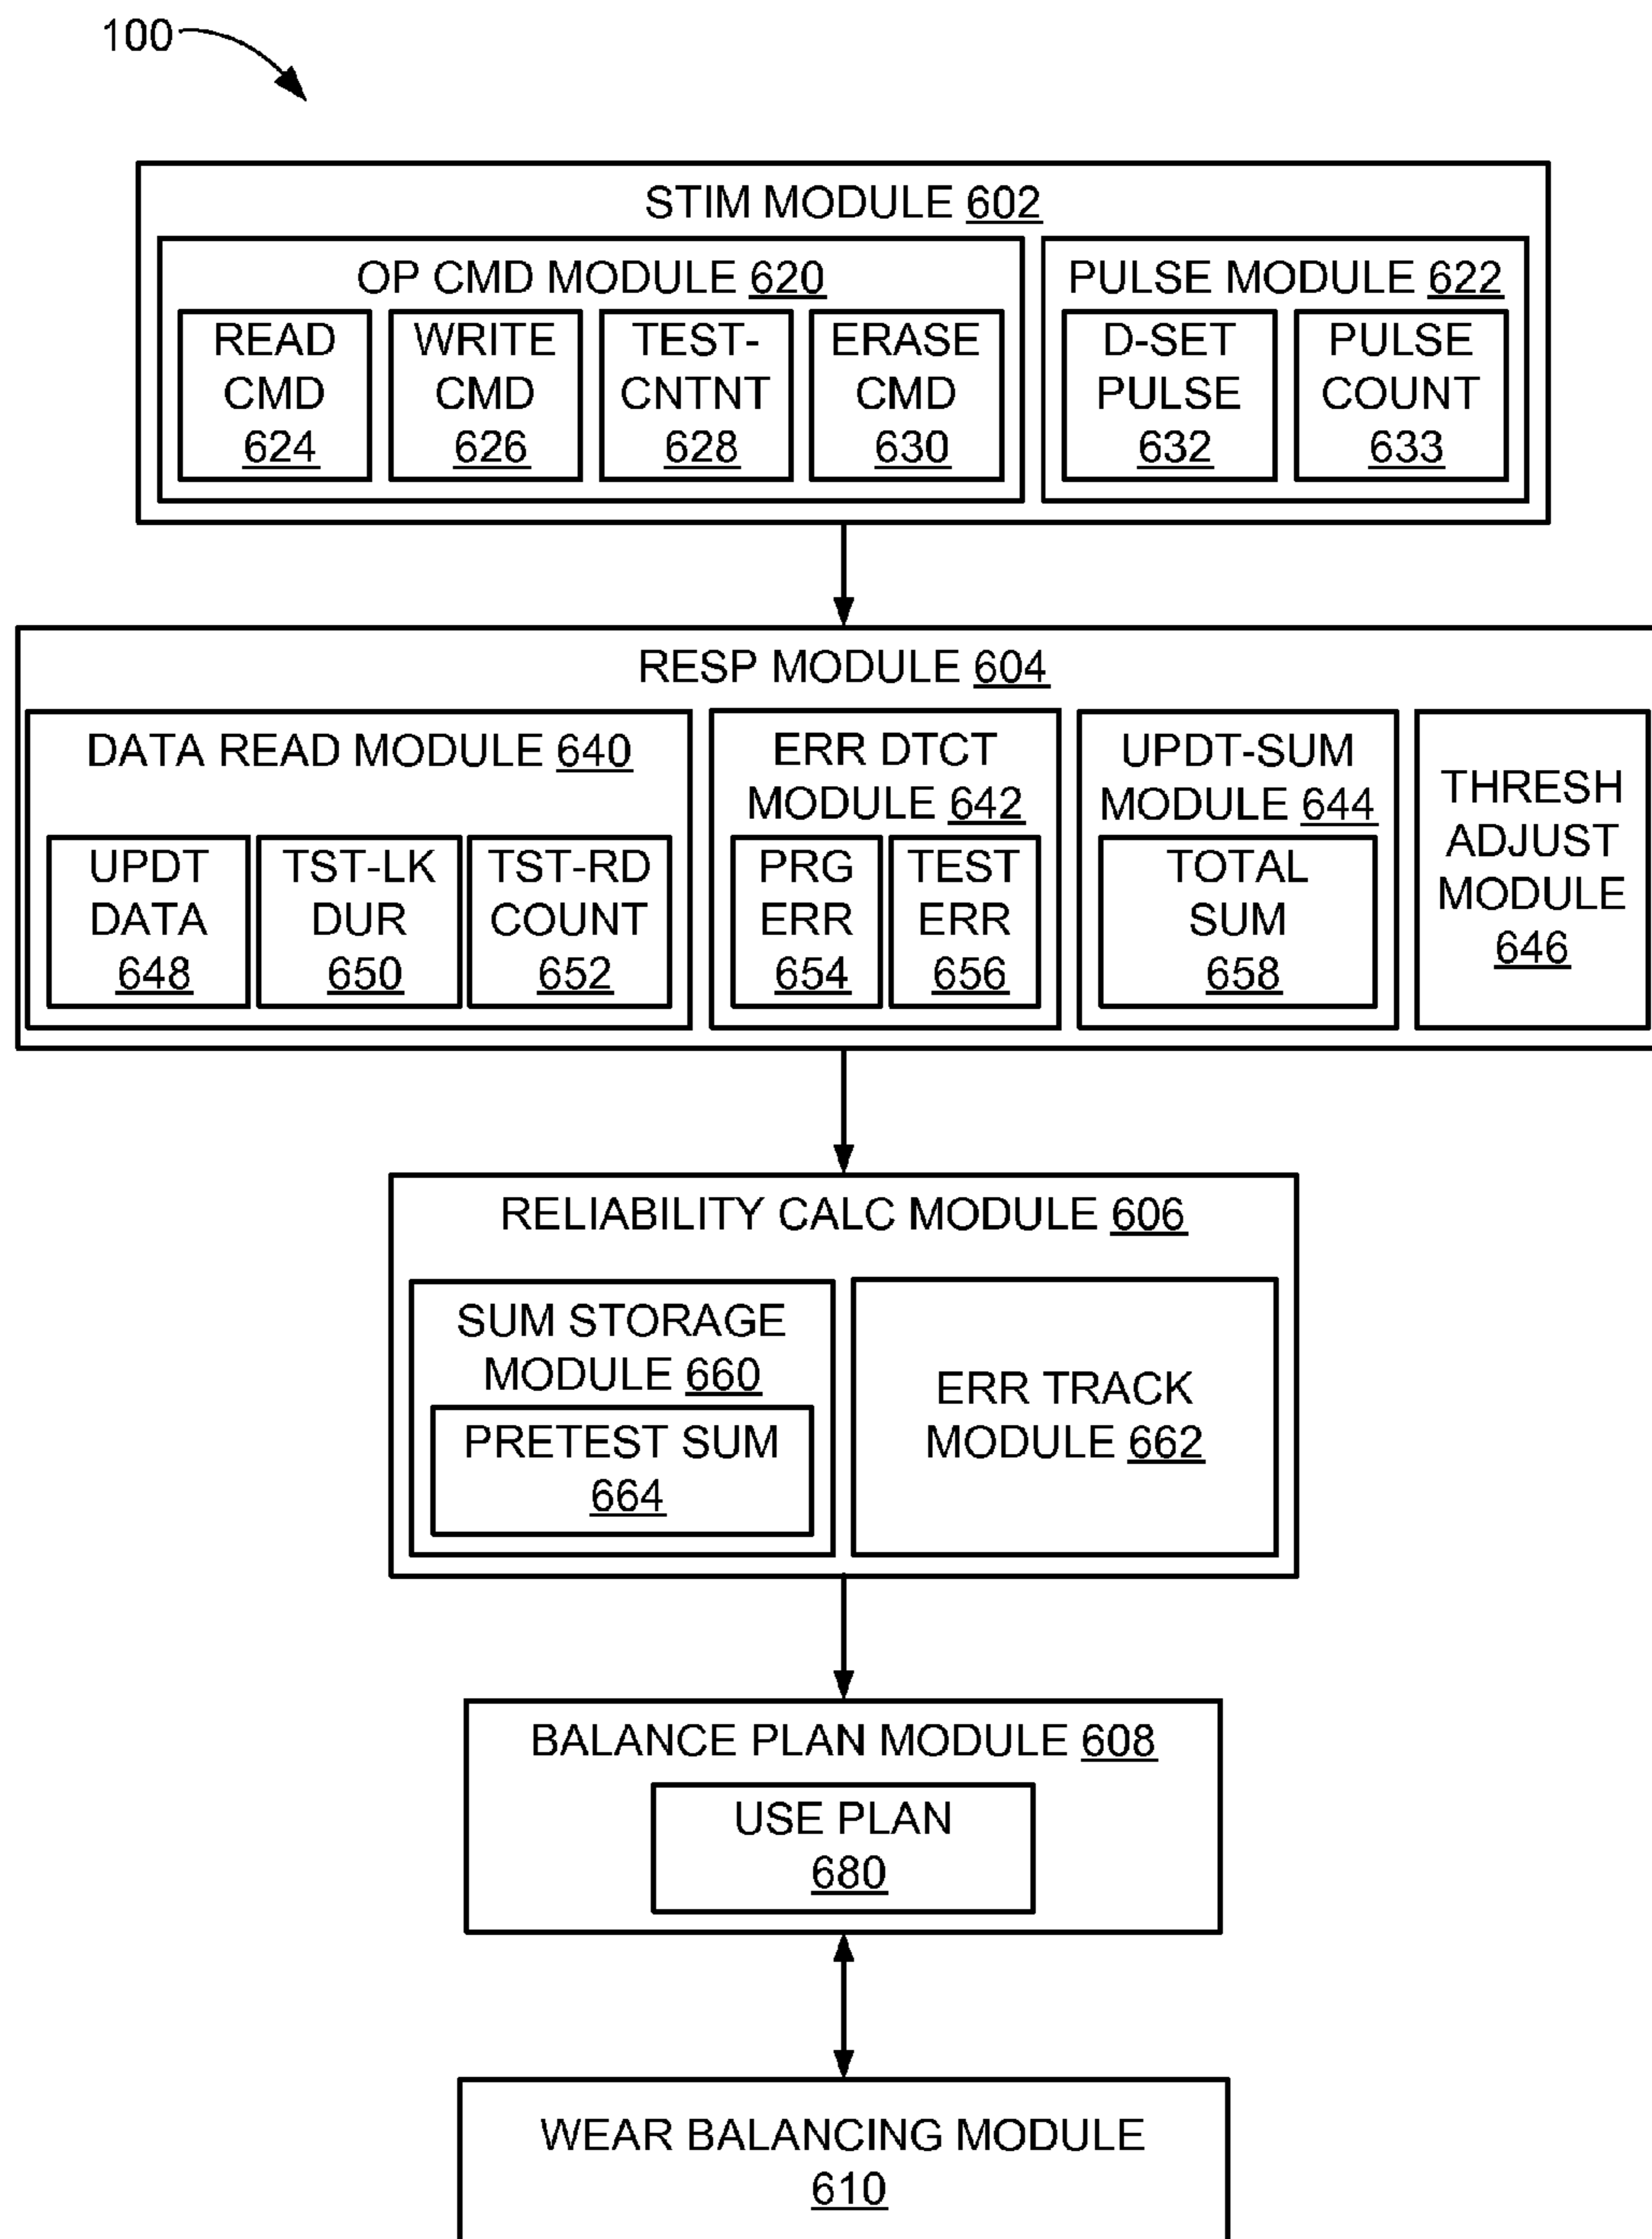 100
STIM MODULE 602
OP CMD MODULE 620
READ
CMD
624
WRITE
CMD
626
TEST-
CNTNT
628
ERASE
CMD
630
PULSE MODULE 622
D-SET
PULSE
632
PULSE
COUNT
633
RESP MODULE 604
DATA READ MODULE 640
UPDT
DATA
648
TST-LK
DUR
650
TST-RD
COUNT
652
ERR DTCT
MODULE 642
PRG
ERR
654
TEST
ERR
656
UPDT-SUM
MODULE 644
TOTAL
SUM
658
THRESH
ADJUST
MODULE
646
RELIABILITY CALC MODULE 606
SUM STORAGE
MODULE 660
PRETEST SUM
664
ERR TRACK
MODULE 662
BALANCE PLAN MODULE 608
USE PLAN
680
WEAR BALANCING MODULE
610